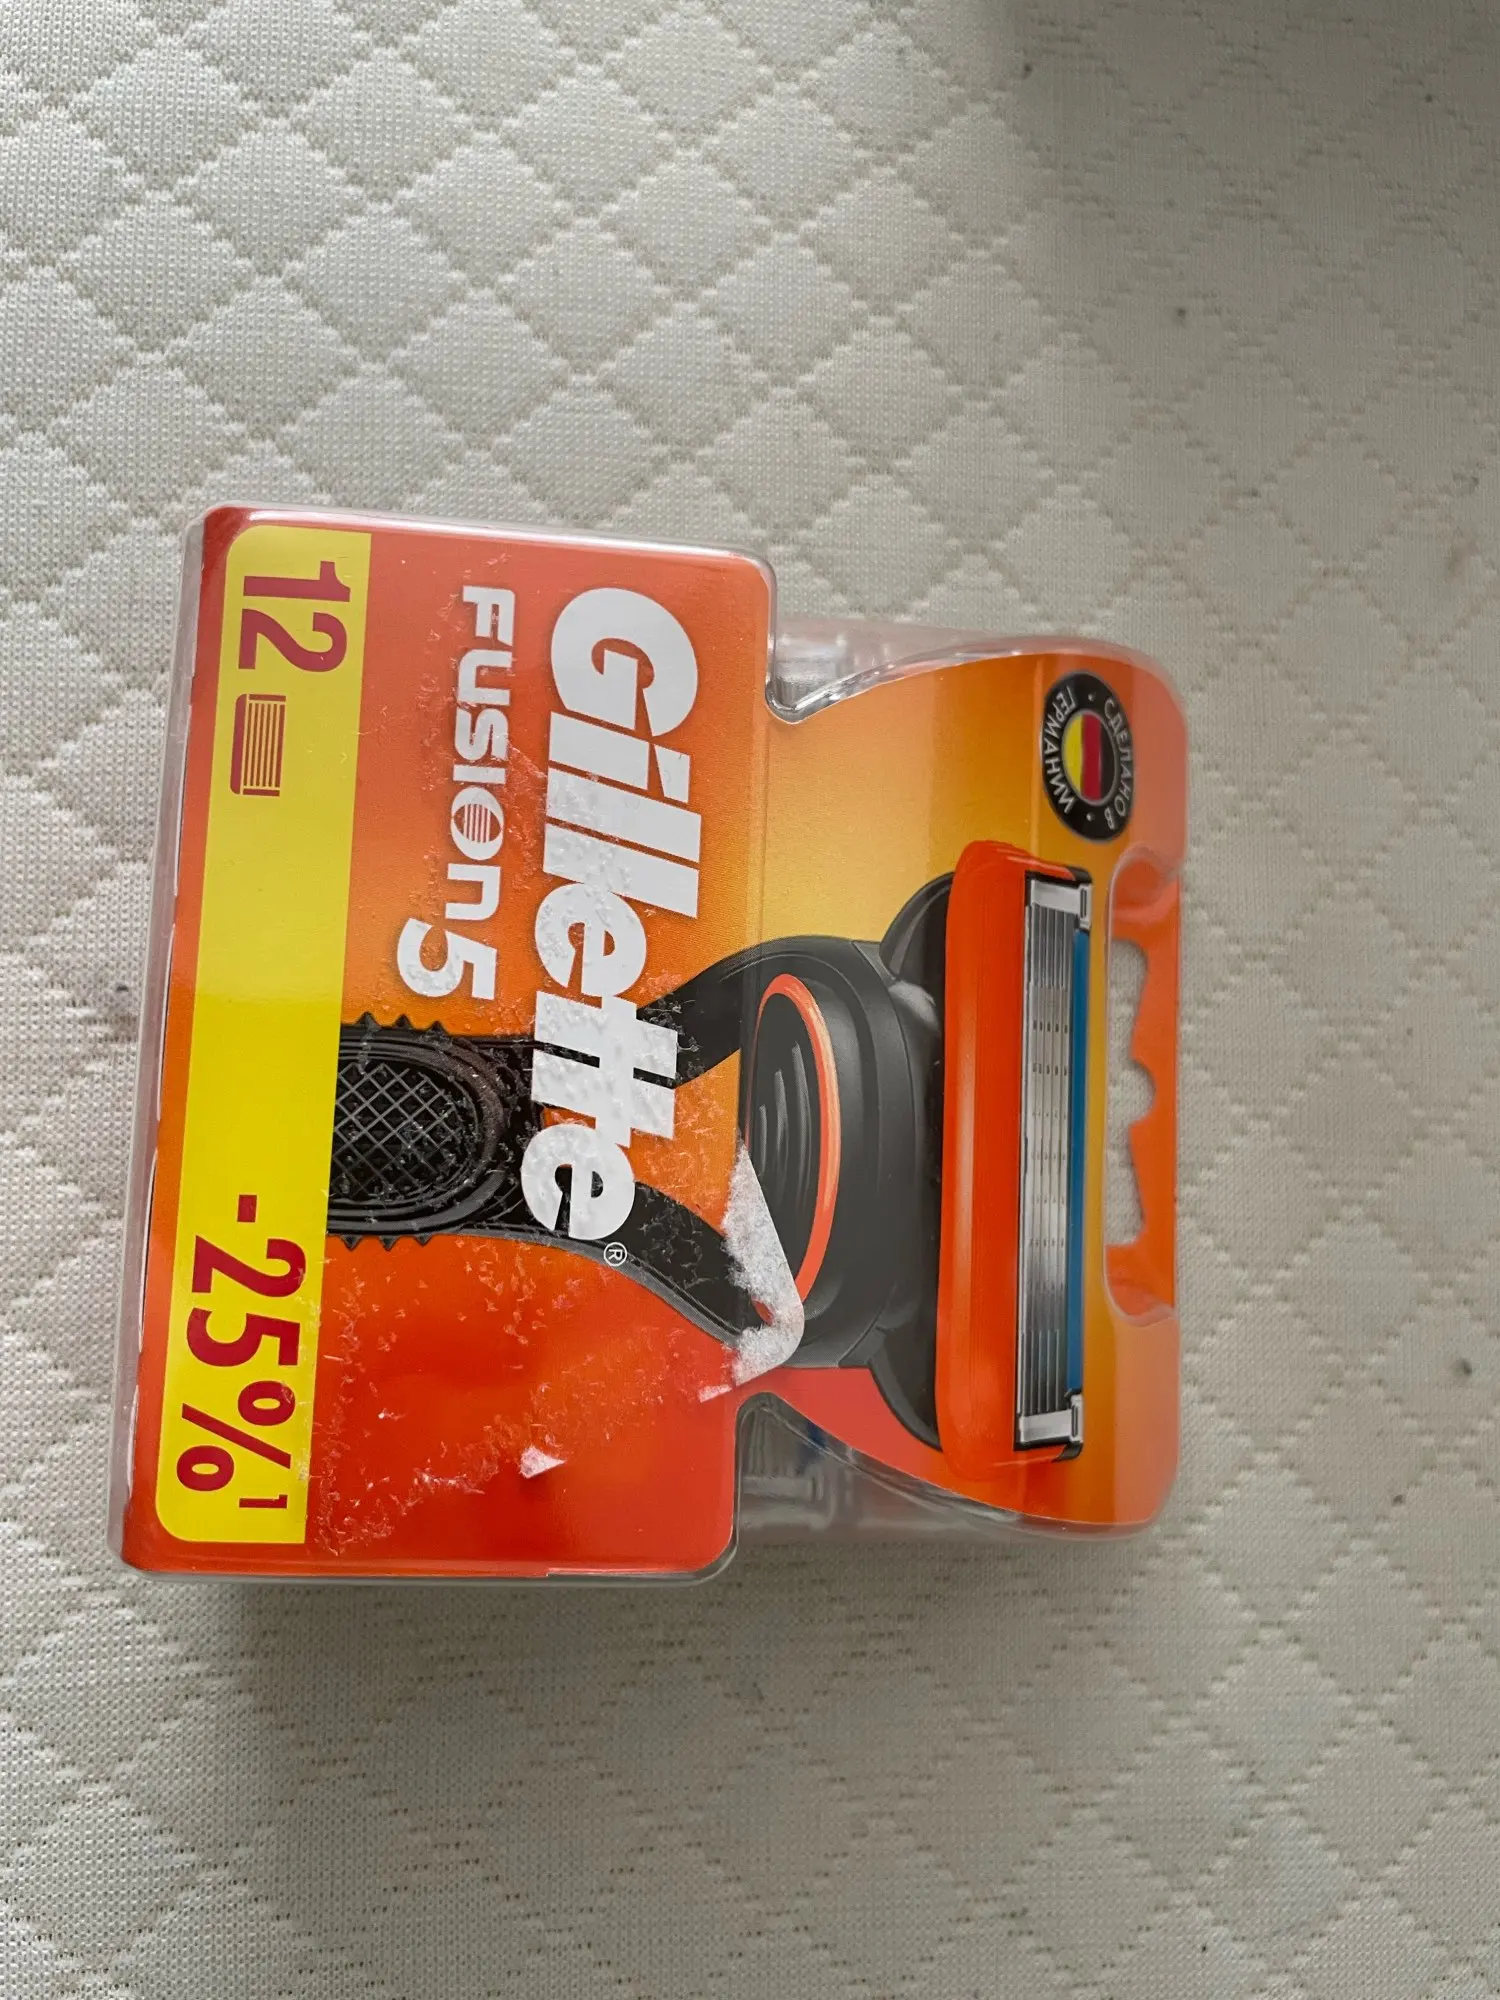 СДЕЛАНО В
• ГЕРМАНИИ •
Gillette®
FUSION5
12
-25%¹